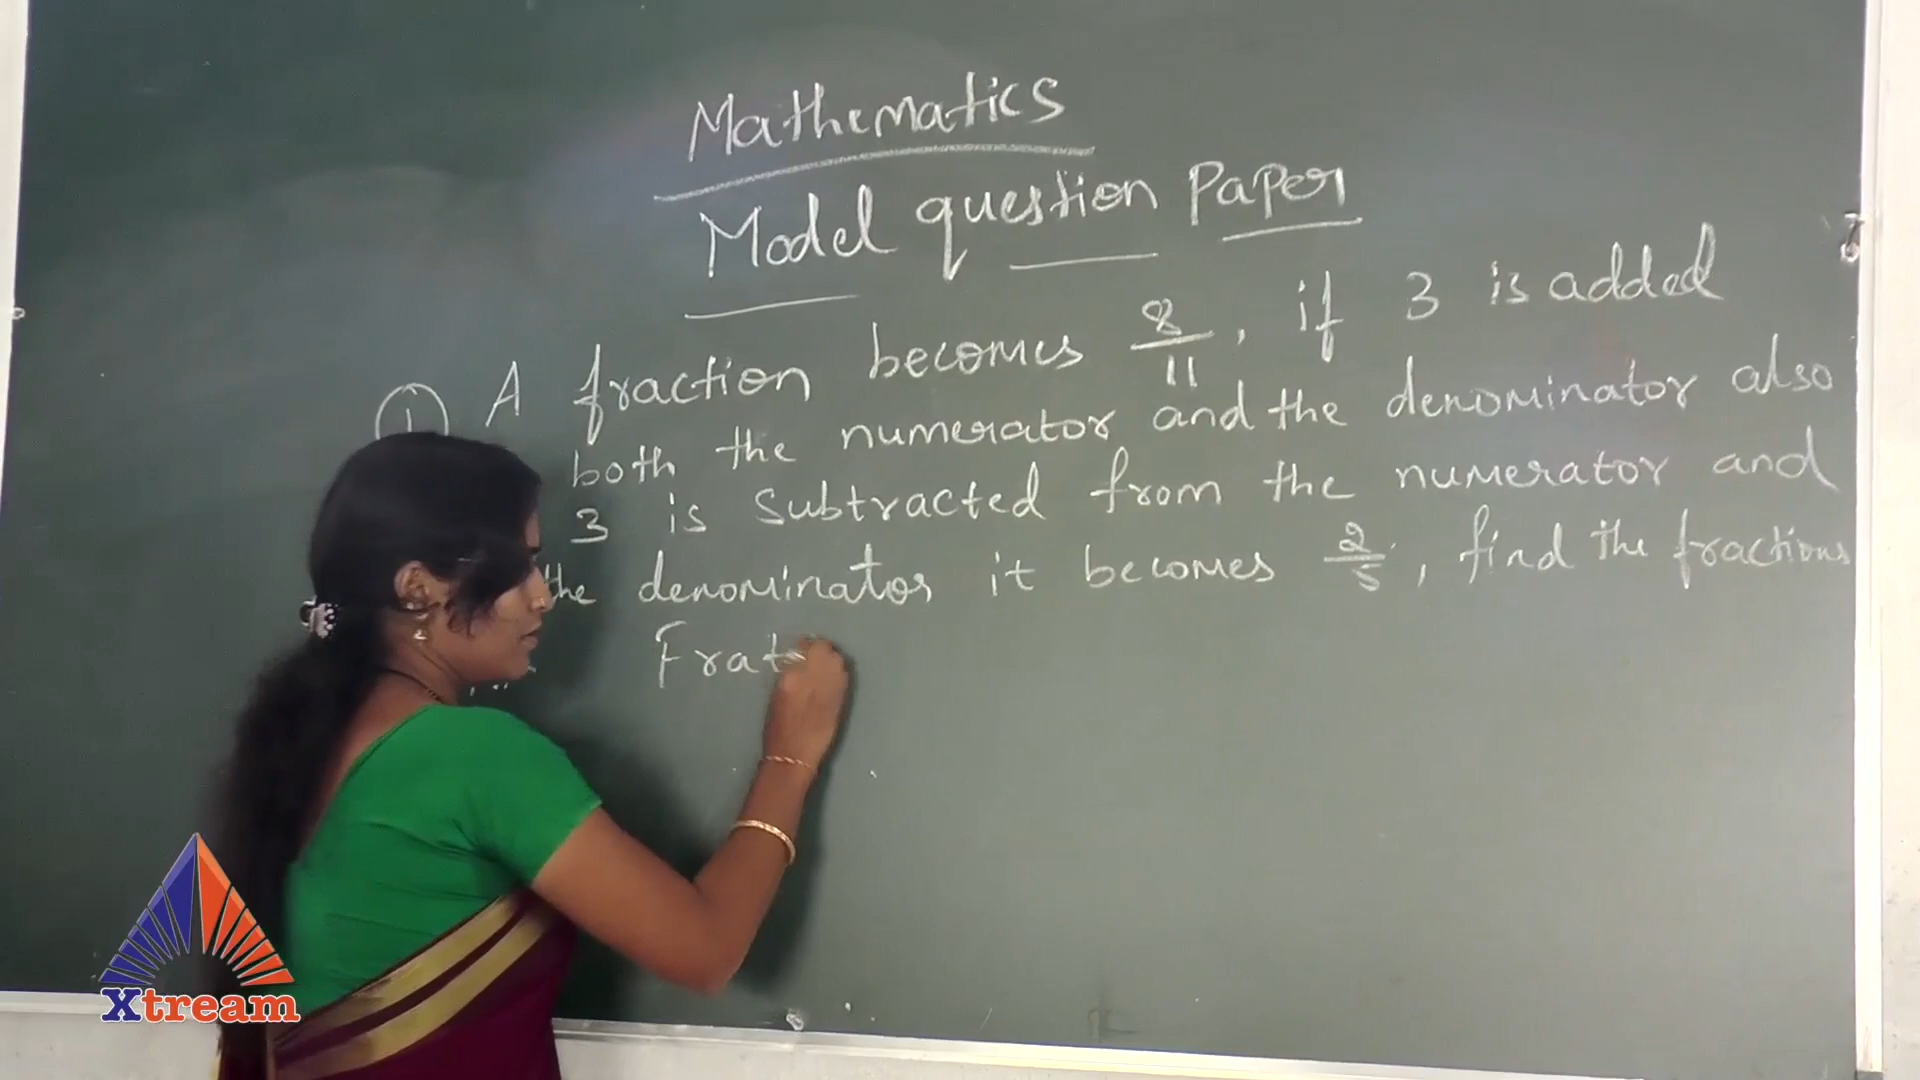 Mathematics
Model question Paper
1 A fraction becomes 8/11, if 3 is added
both the numerator and the denominator also
3 is subtracted from the numerator and
the denominator it becomes 2/5, find the fractions
Frat
Xtream